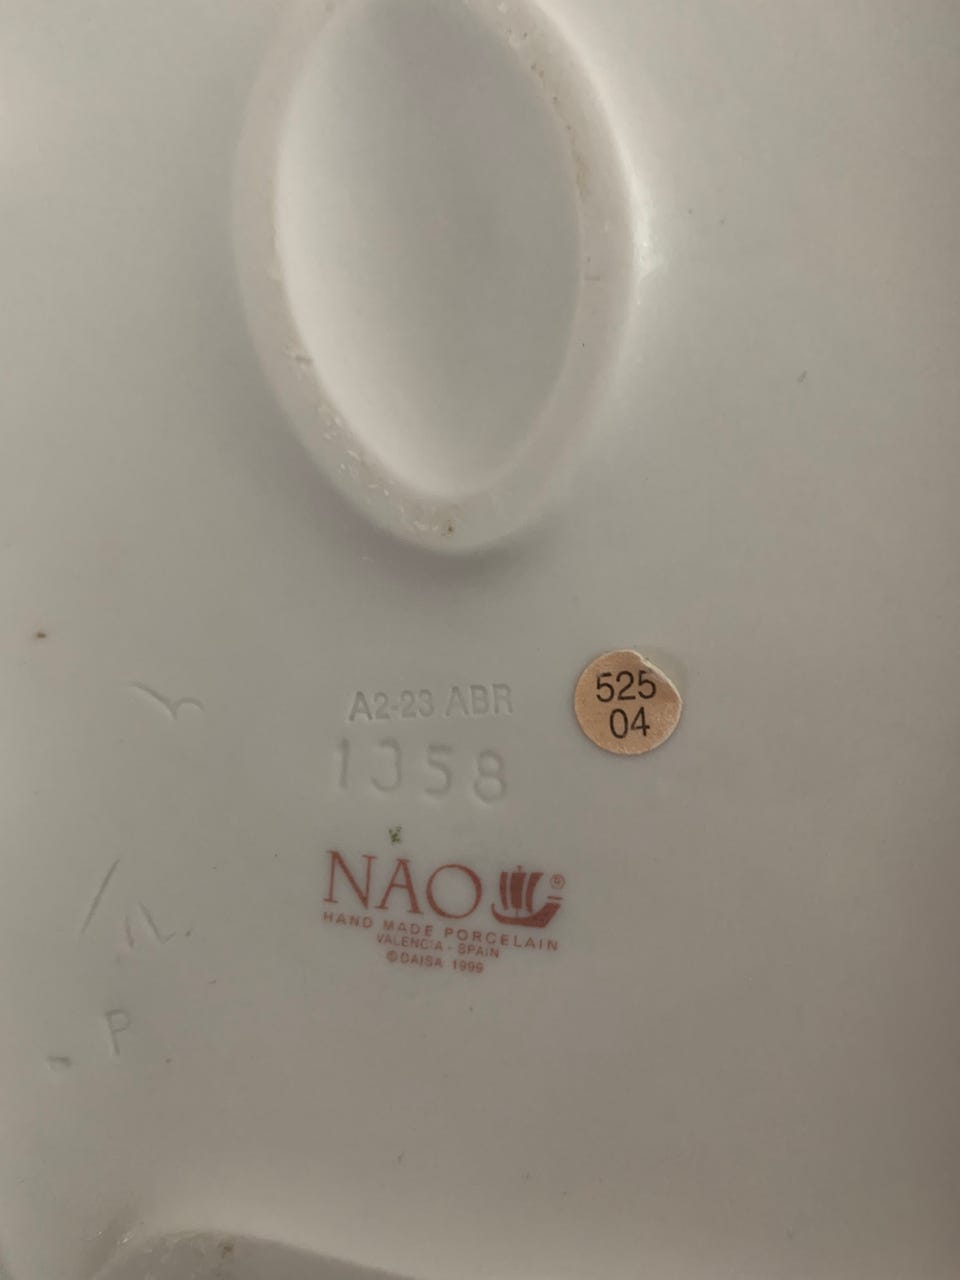 A2-23 ABR
1358
525
04
NAO ®
HAND MADE PORCELAIN
VALENCIA - SPAIN
© DAISA 1999
P